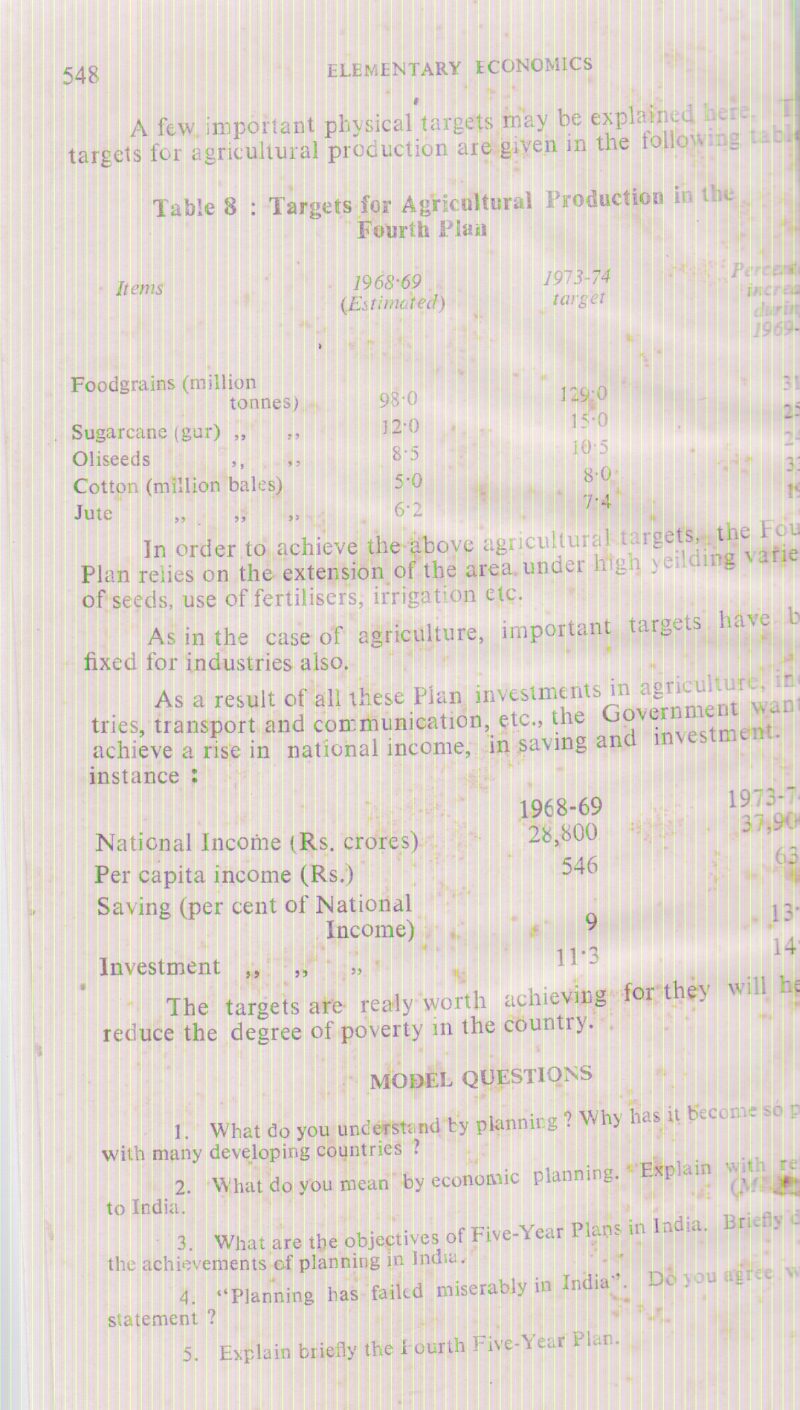 548
ELEMENTARY ECONOMICS
A few important physical targets may be explained here.
targets for agricultural production are given in the following
Table 8 : Targets for Agricultural Production in the
Fourth Plan
Items 1968·69 1973-74
(Estimated) target
Foodgrains (million
tonnes) 98·0 129·0
Sugarcane (gur) ,, ,, 12·0 15·0
Oliseeds ,, ,, 8·5 10·5
Cotton (million bales) 5·0 8·0
Jute ,, ,, ,, 6·2 7·4
In order to achieve the above agricultural targets, the
Plan relies on the extension of the area under high yeilding
of seeds, use of fertilisers, irrigation etc.
As in the case of agriculture, important targets have
fixed for industries also.
As a result of all these Plan investments in agriculture,
tries, transport and communication, etc., the Government
achieve a rise in national income, in saving and investment.
instance :
1968-69
National Income (Rs. crores) 28,800
Per capita income (Rs.) 546
Saving (per cent of National
Income) 9
Investment ,, ,, ,, 11·3
The targets are realy worth achieving for they will
reduce the degree of poverty in the country.
MODEL QUESTIONS
1. What do you understand by planning ? Why has it become so
with many developing countries ?
2. What do you mean by economic planning. Explain with
to India.
3. What are the objectives of Five-Year Plans in India. Briefly
the achievements of planning in India.
4. “Planning has failed miserably in India”. Do you agree
statement ?
5. Explain briefly the Fourth Five-Year Plan.